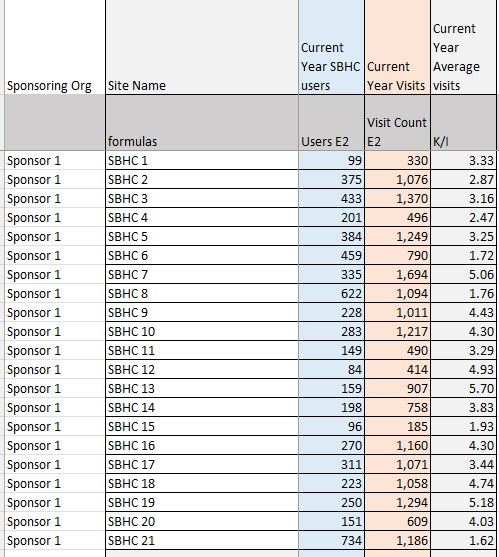 Sponsoring Org Site Name Current Year SBHC users Current Year Visits Current Year Average visits
formulas Users E2 Visit Count E2 K/I
Sponsor 1 SBHC 1 99 330 3.33
Sponsor 1 SBHC 2 375 1,076 2.87
Sponsor 1 SBHC 3 433 1,370 3.16
Sponsor 1 SBHC 4 201 496 2.47
Sponsor 1 SBHC 5 384 1,249 3.25
Sponsor 1 SBHC 6 459 790 1.72
Sponsor 1 SBHC 7 335 1,694 5.06
Sponsor 1 SBHC 8 622 1,094 1.76
Sponsor 1 SBHC 9 228 1,011 4.43
Sponsor 1 SBHC 10 283 1,217 4.30
Sponsor 1 SBHC 11 149 490 3.29
Sponsor 1 SBHC 12 84 414 4.93
Sponsor 1 SBHC 13 159 907 5.70
Sponsor 1 SBHC 14 198 758 3.83
Sponsor 1 SBHC 15 96 185 1.93
Sponsor 1 SBHC 16 270 1,160 4.30
Sponsor 1 SBHC 17 311 1,071 3.44
Sponsor 1 SBHC 18 223 1,058 4.74
Sponsor 1 SBHC 19 250 1,294 5.18
Sponsor 1 SBHC 20 151 609 4.03
Sponsor 1 SBHC 21 734 1,186 1.62